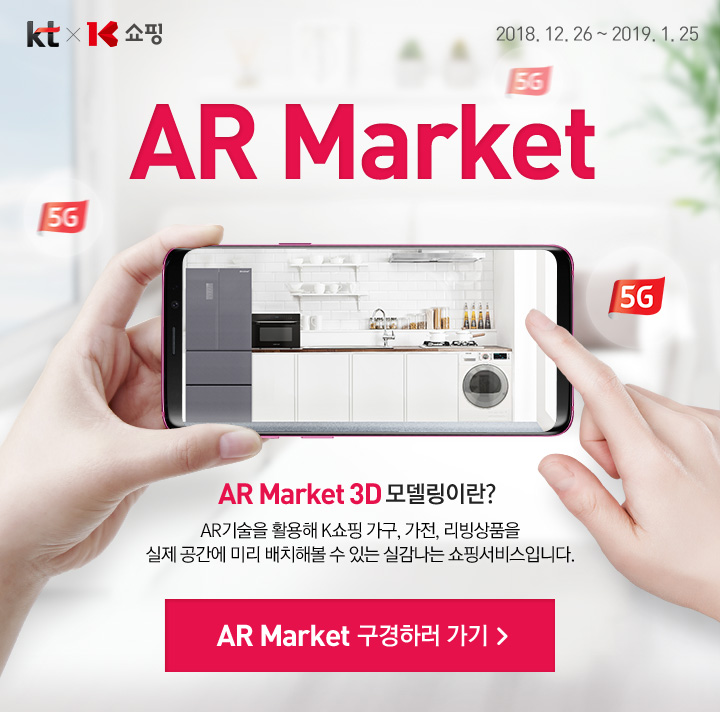 kt × K 쇼핑
2018. 12. 26 ~ 2019. 1. 25
5G
AR Market
5G
5G
AR Market 3D 모델링이란?
AR기술을 활용해 K쇼핑 가구, 가전, 리빙상품을
실제 공간에 미리 배치해볼 수 있는 실감나는 쇼핑서비스입니다.
AR Market 구경하러 가기 >